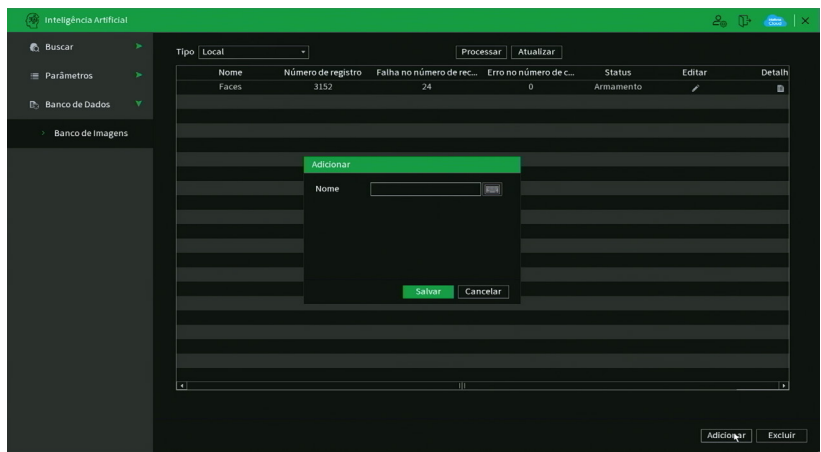 Inteligência Artificial
Buscar
Parâmetros
Banco de Dados
Banco de Imagens
Tipo Local Processar Atualizar
Nome Número de registro Falha no número de rec... Erro no número de c... Status Editar Detalh
Faces 3152 24 0 Armamento
Adicionar
Nome
Salvar Cancelar
Adicionar Excluir